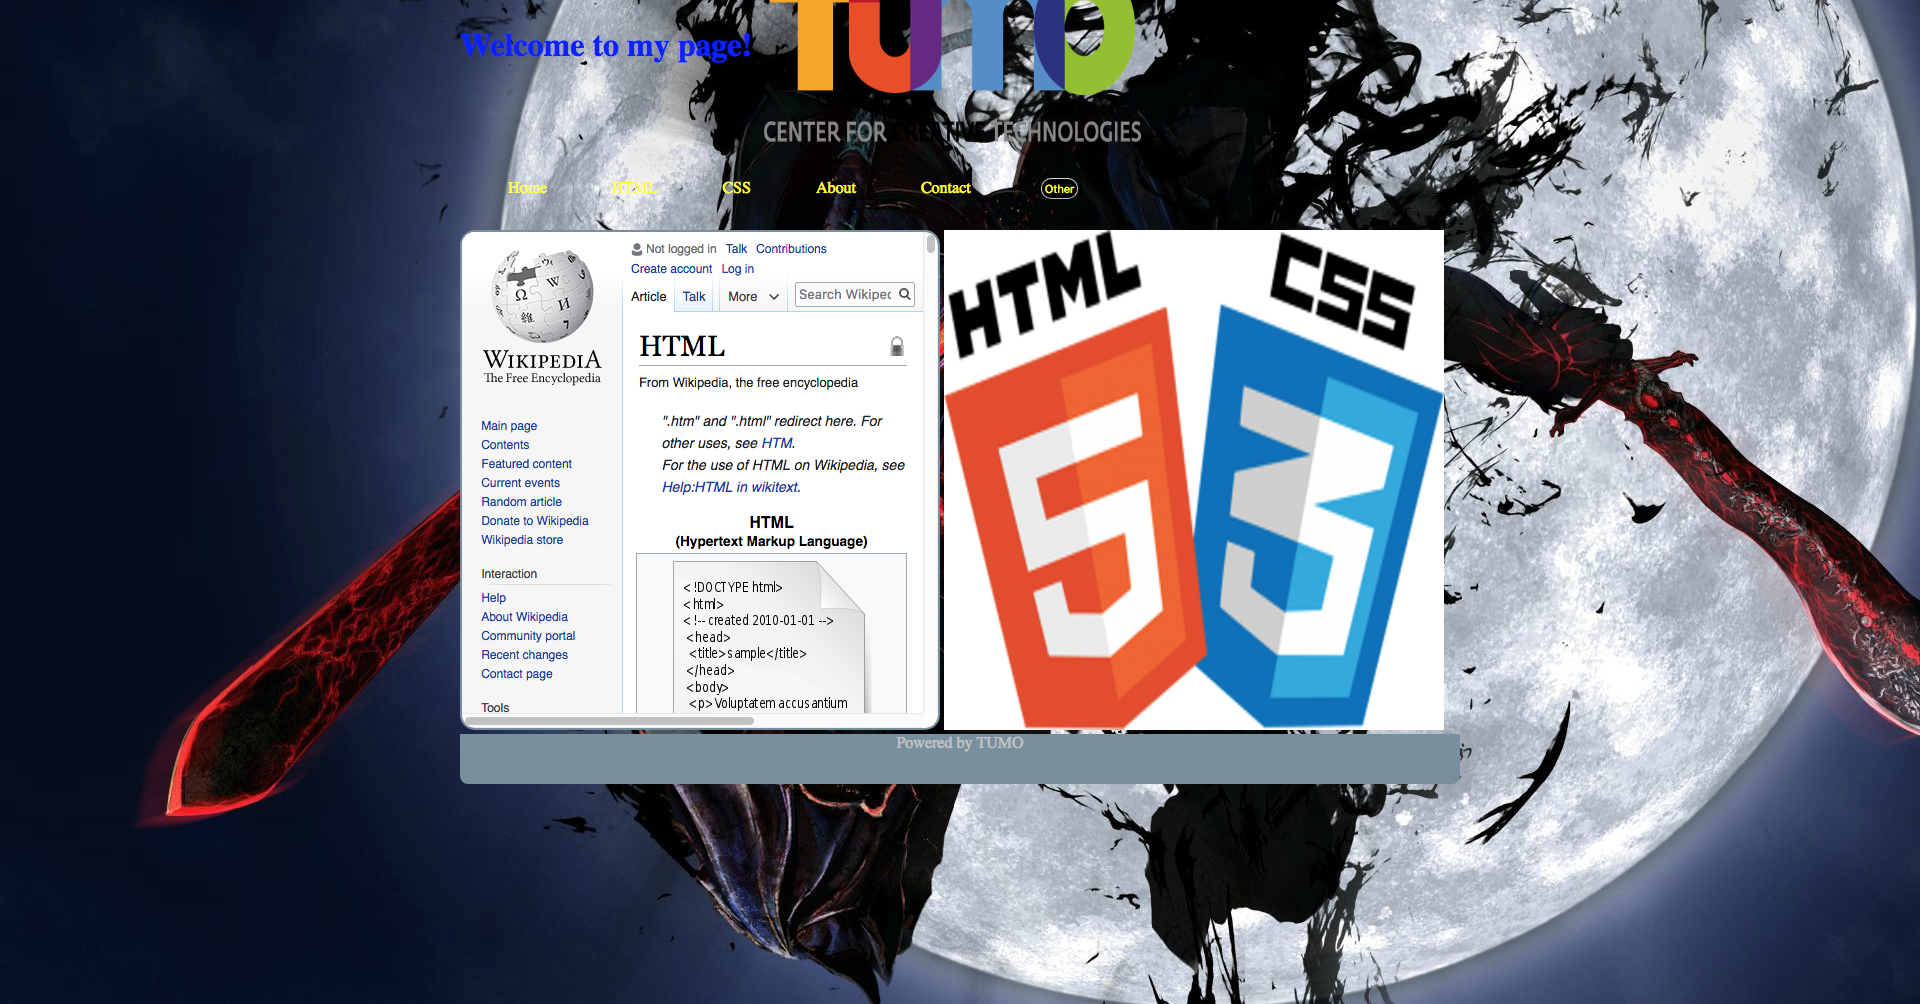 TUMO
Welcome to my page!
CENTER FOR CREATIVE TECHNOLOGIES
Home HTML CSS About Contact Other
Not logged in Talk Contributions
Create account Log in
Article Talk More Search Wikipec
WIKIPEDIA
The Free Encyclopedia
HTML
From Wikipedia, the free encyclopedia
".htm" and ".html" redirect here. For
other uses, see HTM.
For the use of HTML on Wikipedia, see
Help:HTML in wikitext.
HTML
(Hypertext Markup Language)
< !DOCTYPE html>
< html>
< !-- created 2010-01-01 -->
<head>
<title>sample</title>
</head>
<body>
<p>Voluptatem accusantium
Main page
Contents
Featured content
Current events
Random article
Donate to Wikipedia
Wikipedia store
Interaction
Help
About Wikipedia
Community portal
Recent changes
Contact page
Tools
HTML
5
CSS
3
Powered by TUMO